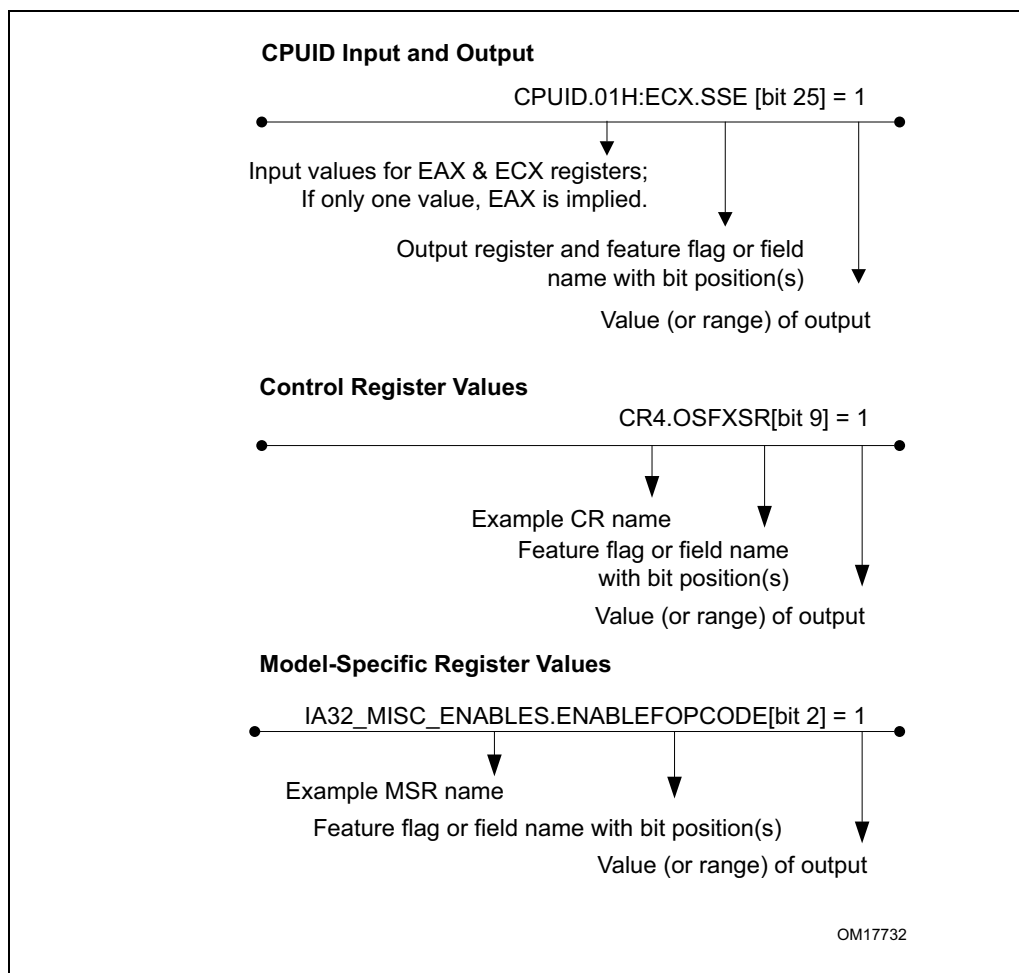 CPUID Input and Output
CPUID.01H:ECX.SSE [bit 25] = 1
Input values for EAX & ECX registers;
If only one value, EAX is implied.
Output register and feature flag or field
name with bit position(s)
Value (or range) of output
Control Register Values
CR4.OSFXSR[bit 9] = 1
Example CR name
Feature flag or field name
with bit position(s)
Value (or range) of output
Model-Specific Register Values
IA32_MISC_ENABLES.ENABLEFOPCODE[bit 2] = 1
Example MSR name
Feature flag or field name with bit position(s)
Value (or range) of output
OM17732